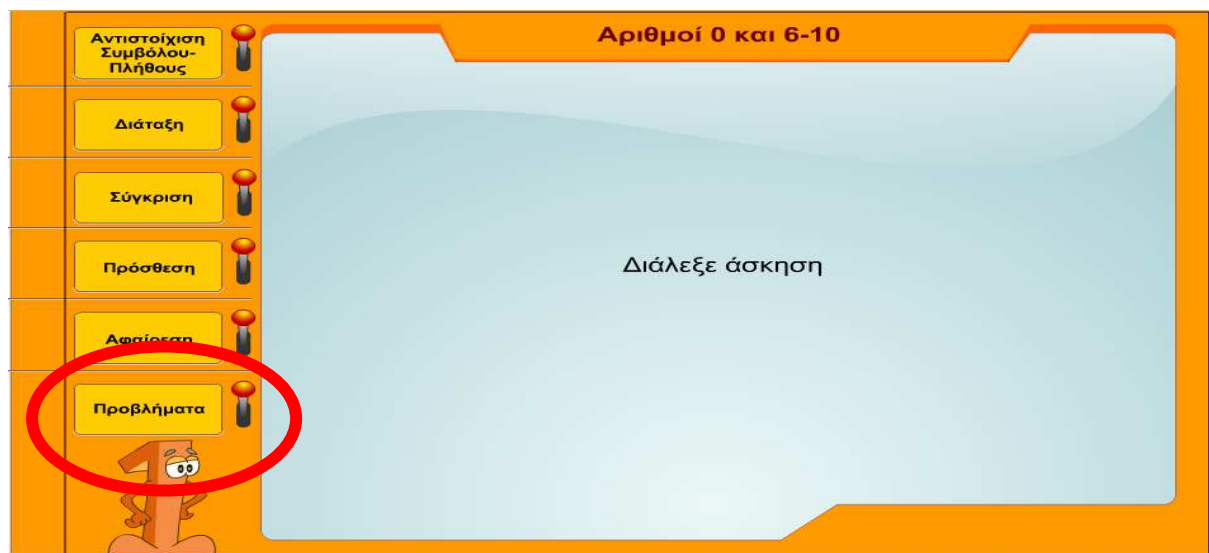 Αντιστοίχιση
Συμβόλου-
Πλήθους
Διάταξη
Σύγκριση
Πρόσθεση
Αφαίρεση
Προβλήματα
Αριθμοί 0 και 6-10
Διάλεξε άσκηση